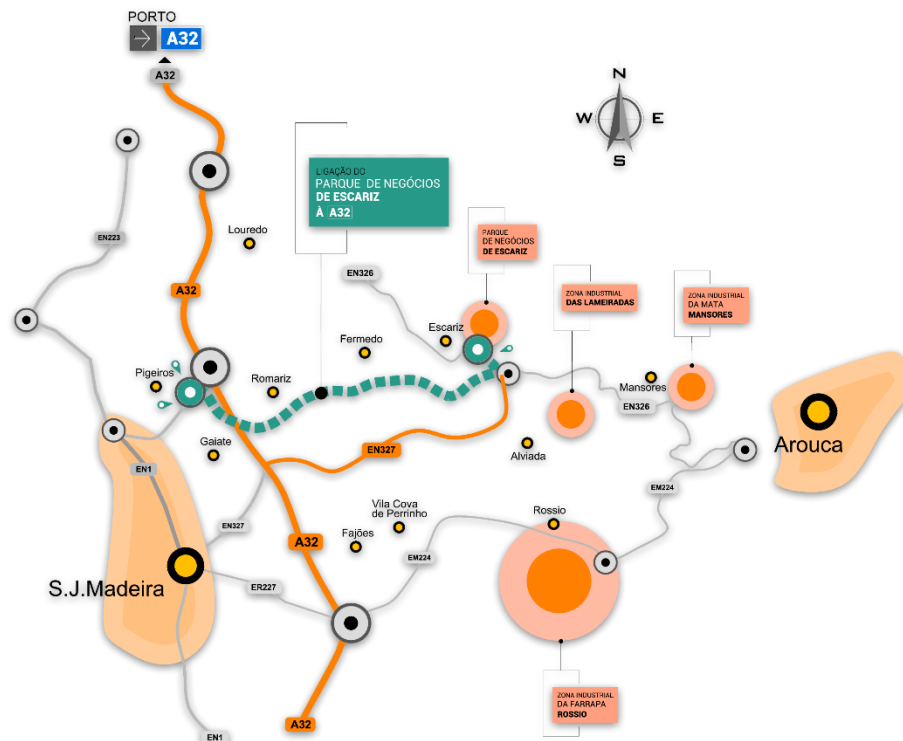 PORTO
A32
A32
N
W
E
S
LIGAÇÃO DO
PARQUE DE NEGÓCIOS
DE ESCARIZ
À A32
EN223
Louredo
PARQUE
DE NEGÓCIOS
DE ESCARIZ
EN326
A32
ZONA INDUSTRIAL
DAS LAMEIRADAS
ZONA INDUSTRIAL
DA MATA
MANSORES
Escariz
Fermedo
Pigeiros
Romariz
Mansores
EN326
Arouca
Gaiate
EN327
Alviada
EN1
EM224
Vila Cova
de Perrinho
Rossio
EN327
Fajões
A32
EM224
S.J.Madeira
ER227
ZONA INDUSTRIAL
DA FARRAPA
ROSSIO
A32
EN1